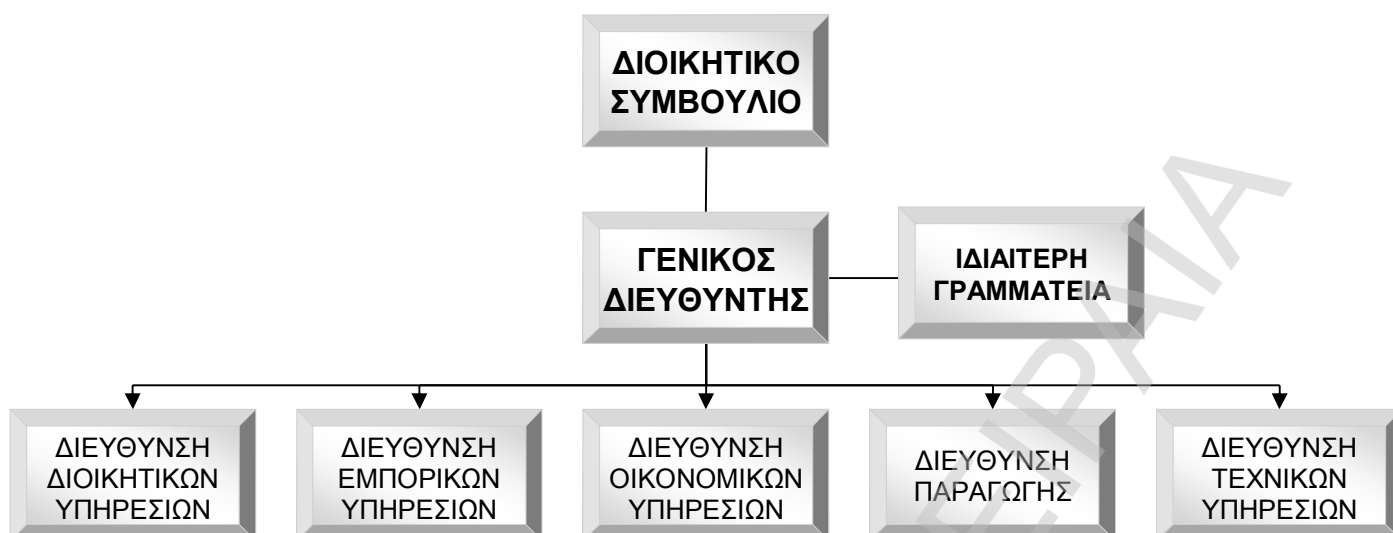 ΔΙΟΙΚΗΤΙΚΟ
ΣΥΜΒΟΥΛΙΟ
ΓΕΝΙΚΟΣ
ΔΙΕΥΘΥΝΤΗΣ
ΙΔΙΑΙΤΕΡΗ
ΓΡΑΜΜΑΤΕΙΑ
ΔΙΕΥΘΥΝΣΗ
ΔΙΟΙΚΗΤΙΚΩΝ
ΥΠΗΡΕΣΙΩΝ
ΔΙΕΥΘΥΝΣΗ
ΕΜΠΟΡΙΚΩΝ
ΥΠΗΡΕΣΙΩΝ
ΔΙΕΥΘΥΝΣΗ
ΟΙΚΟΝΟΜΙΚΩΝ
ΥΠΗΡΕΣΙΩΝ
ΔΙΕΥΘΥΝΣΗ
ΠΑΡΑΓΩΓΗΣ
ΔΙΕΥΘΥΝΣΗ
ΤΕΧΝΙΚΩΝ
ΥΠΗΡΕΣΙΩΝ